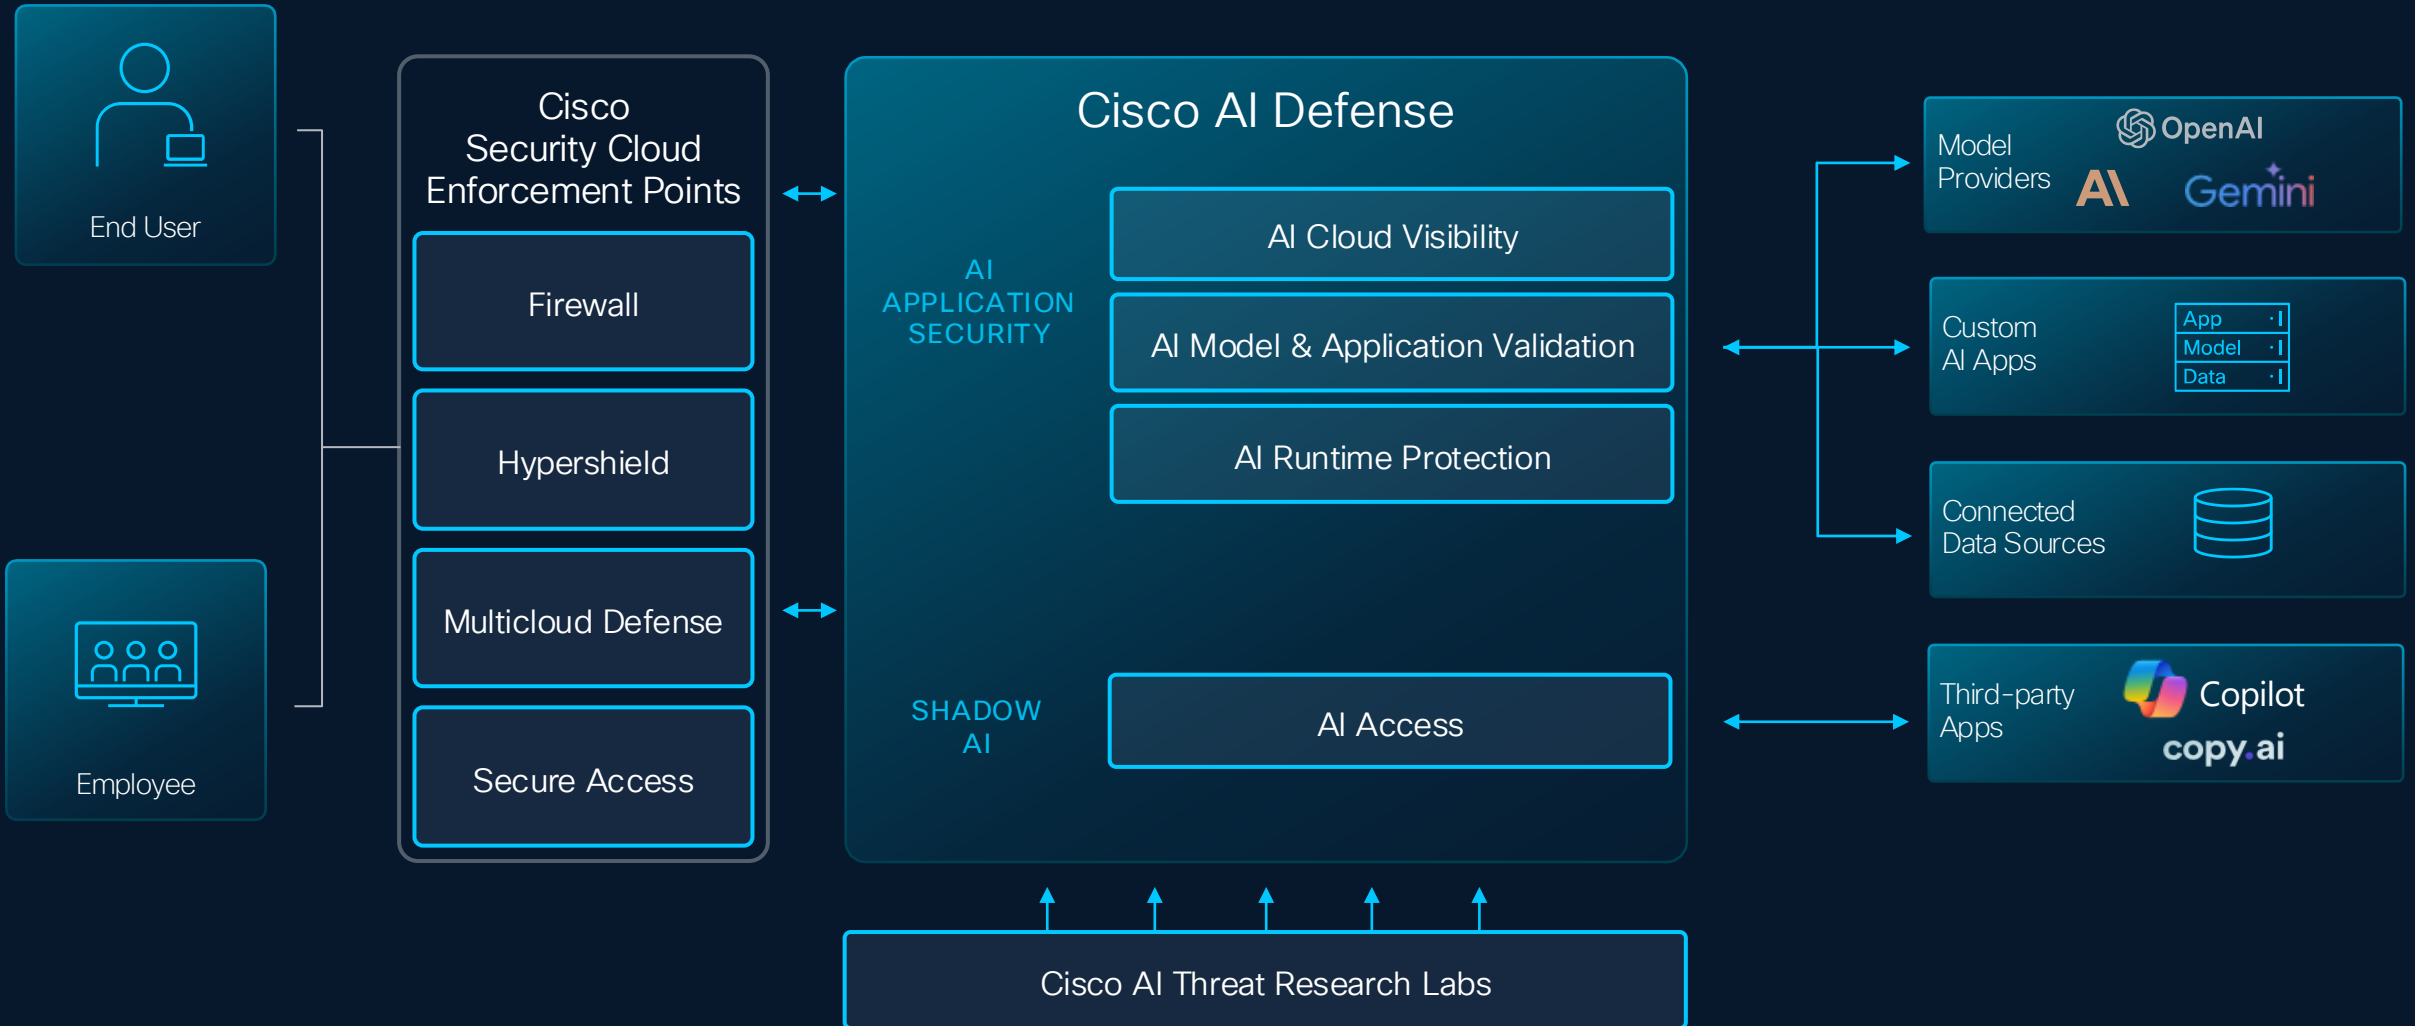 End User
Employee
Cisco
Security Cloud
Enforcement Points
Firewall
Hypershield
Multicloud Defense
Secure Access
Cisco AI Defense
AI
APPLICATION
SECURITY
AI Cloud Visibility
AI Model & Application Validation
AI Runtime Protection
SHADOW
AI
AI Access
Cisco AI Threat Research Labs
Model
Providers
OpenAI
AI
Gemini
Custom
AI Apps
App
Model
Data
Connected
Data Sources
Third-party
Apps
Copilot
copy.ai